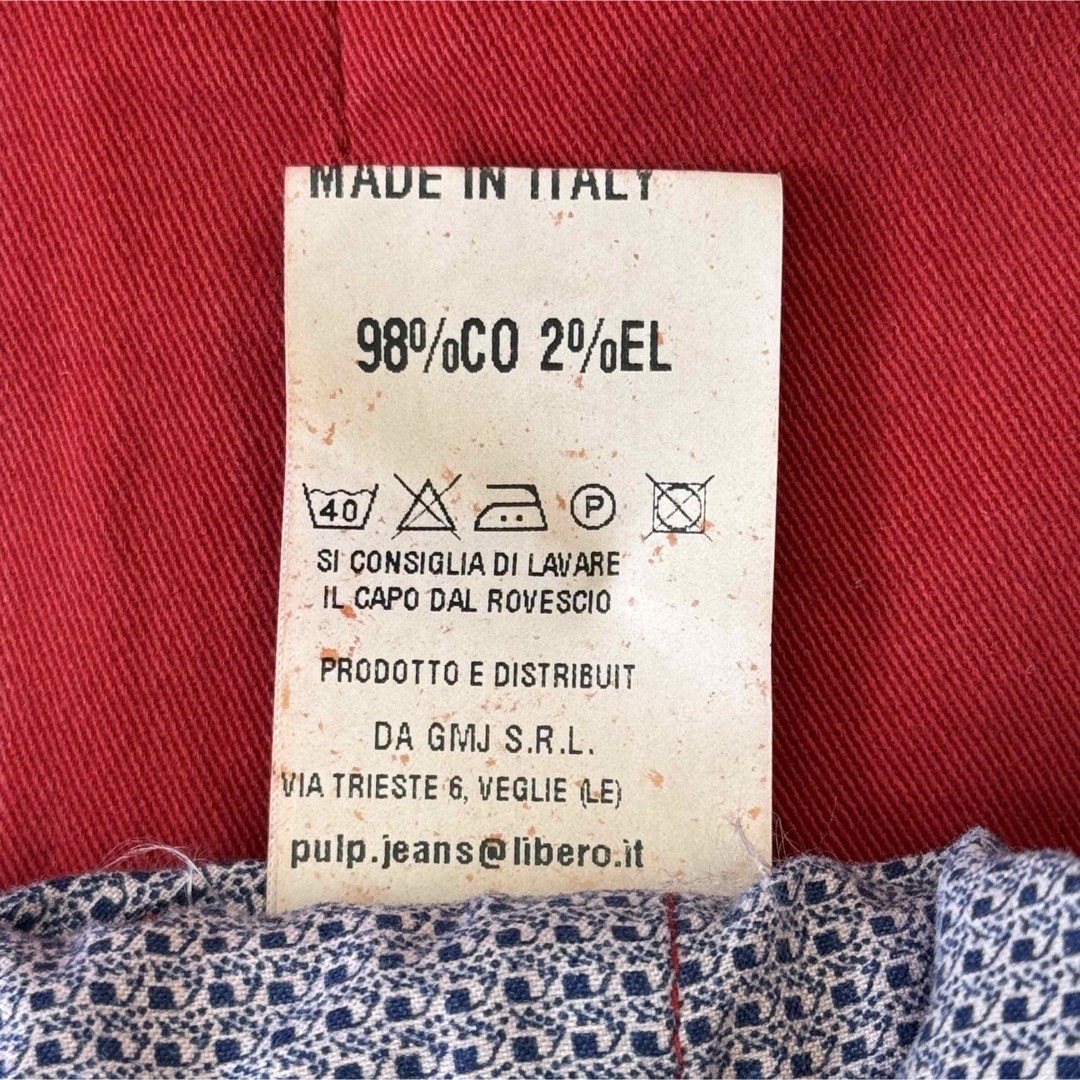 MADE IN ITALY
98%CO 2%EL
40 P
SI CONSIGLIA DI LAVARE
IL CAPO DAL ROVESCIO
PRODOTTO E DISTRIBUIT
DA GMJ S.R.L.
VIA TRIESTE 6, VEGLIE (LE)
pulp.jeans@libero.it